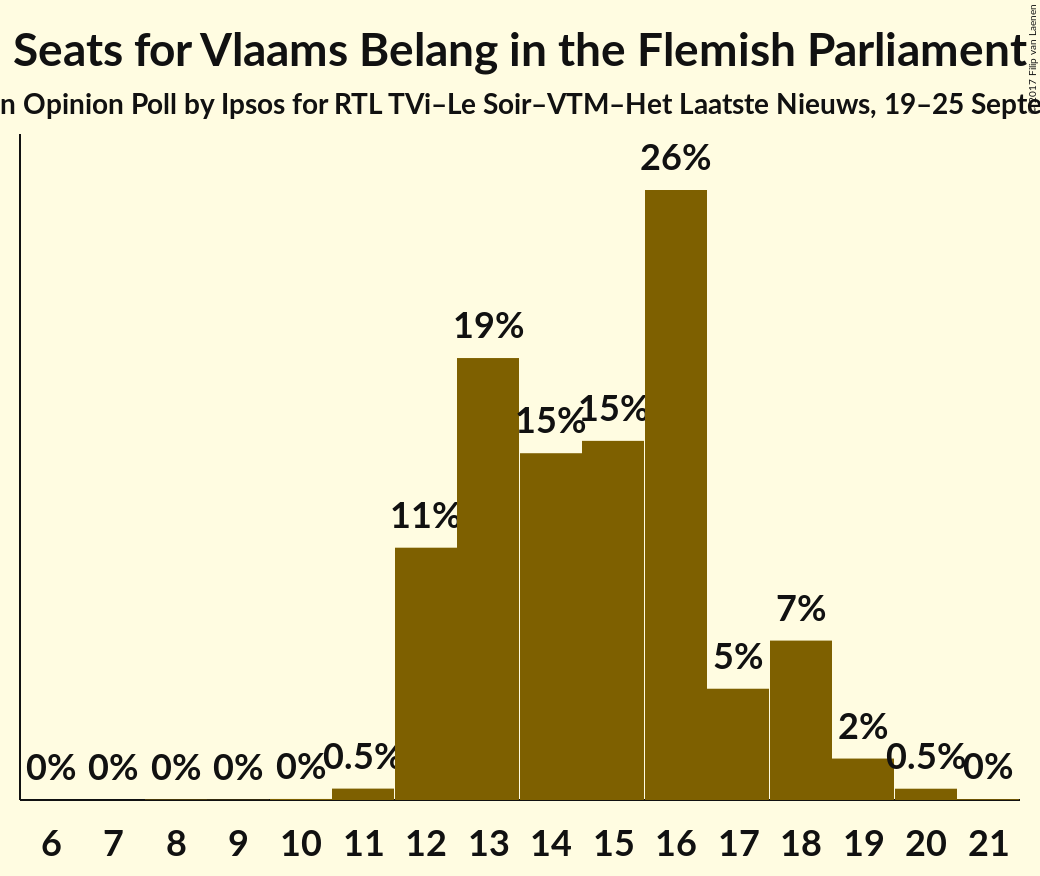 Seats for Vlaams Belang in the Flemish Parliament
n Opinion Poll by Ipsos for RTL TVi–Le Soir–VTM–Het Laatste Nieuws, 19–25 Septe
2017 Filip van Laenen
26%
19%
15% 15%
11%
7%
5%
2%
0% 0% 0% 0% 0% 0.5% 0.5% 0%
6 7 8 9 10 11 12 13 14 15 16 17 18 19 20 21